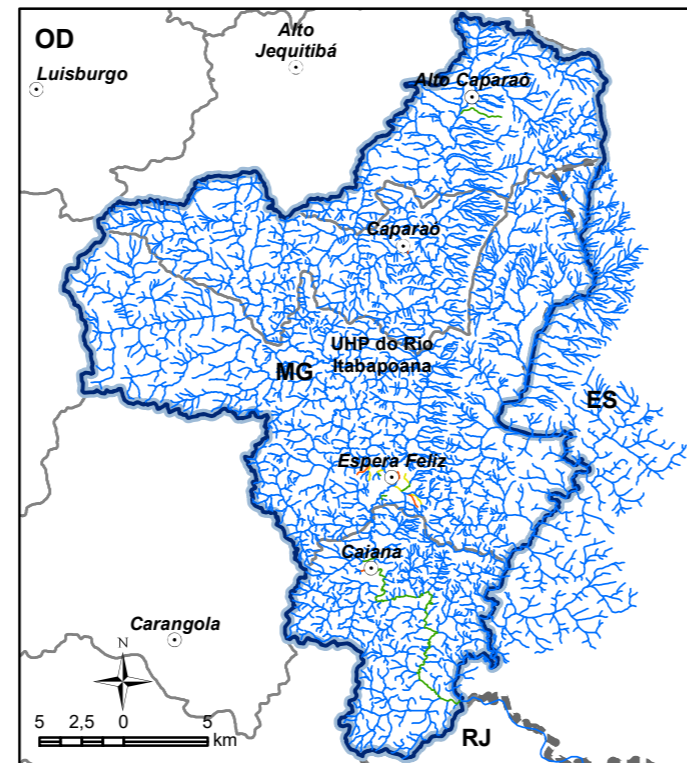 OD
Alto
Jequitibá
Luisburgo
Alto Caparaó
Caparaó
UHP do Rio
Itabapoana
MG
ES
Espera Feliz
Caiana
Carangola
N
5 2,5 0 5
km
RJ